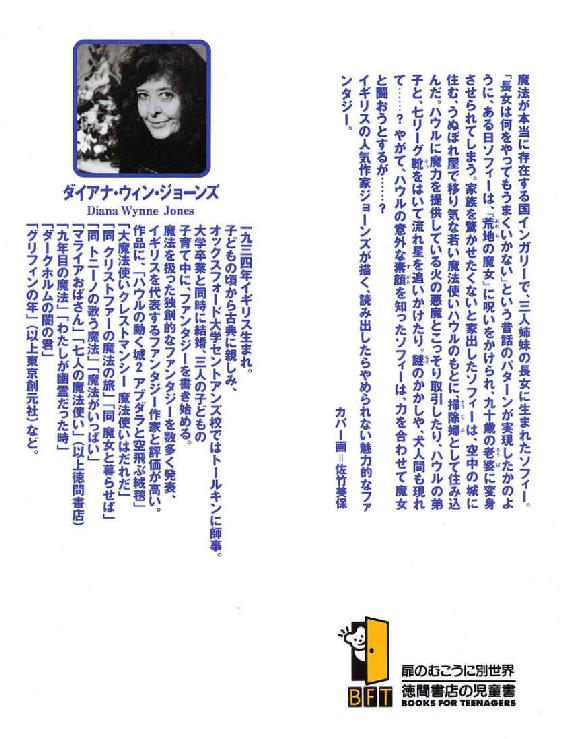 魔法が本当に存在する国インガリーで、三人姉妹の長女に生まれたソフィー。
「長女は何をやってもうまくいかない」という昔話のパターンが実現したかのよ
うに、ある日ソフィーは、「荒地の魔女」に呪いをかけられ、九十歳の老婆に変身
させられてしまう。家族を驚かせたくないと家出したソフィーは、空中の城に
住む、うぬぼれ屋で移り気な若い魔法使いハウルのもとに、掃除婦として住み込
んだ。ハウルに魔力を提供している火の悪魔とこっそり取引したり、ハウルの弟
子と、七リーグ靴をはいて流れ星を追いかけたり。謎のかかしや、犬人間も現れ
て……？ やがて、ハウルの意外な素顔を知ったソフィーは、力を合わせて魔女
と闘おうとするが……？
イギリスの人気作家ジョーンズが描く、読み出したらやめられない魅力的なファ
ンタジー。
カバー画＝佐竹美保
ダイアナ・ウィン・ジョーンズ
Diana Wynne Jones
一九三四年イギリス生まれ。
子どもの頃から古典に親しみ、
オックスフォード大学セントアンズ校ではトールキンに師事。
大学卒業と同時に結婚、三人の子どもの
子育て中に、ファンタジーを書き始める。
魔法を扱った独創的なファンタジーを数多く発表、
イギリスを代表するファンタジー作家と評価が高い。
作品に、「ハウルの動く城2 アブダラと空飛ぶ絨毯」
「大魔法使いクレストマンシー 魔法使いはだれだ」
「同 クリストファーの魔法の旅」「同 魔女と暮らせば」
「同 トニーノの歌う魔法」「魔法がいっぱい」
「マライアおばさん」「七人の魔法使い」（以上徳間書店）
「九年目の魔法」「わたしが幽霊だった時」
「ダークホルムの闇の君」
「グリフィンの年」（以上東京創元社）など。
BFT
扉のむこうに別世界
徳間書店の児童書
BOOKS FOR TEENAGERS